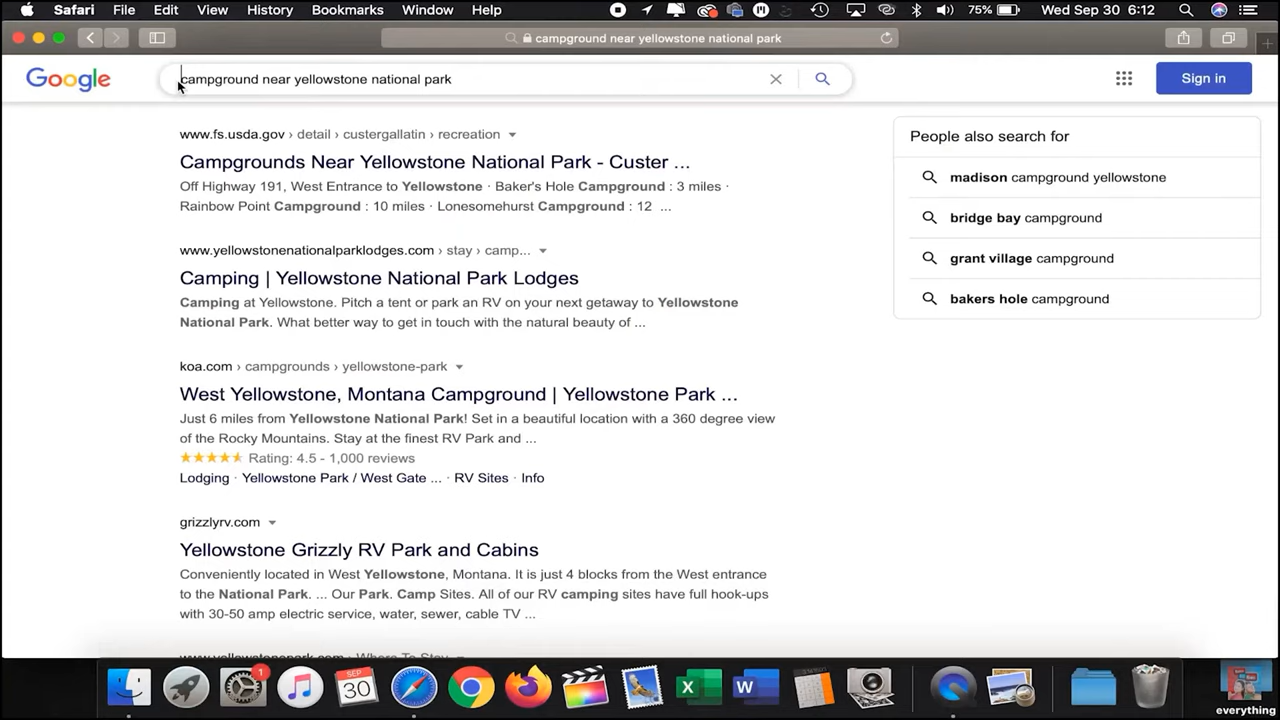 Safari File Edit View History Bookmarks Window Help 75% Wed Sep 30 6:12
campground near yellowstone national park
Google campground near yellowstone national park Sign in
www.fs.usda.gov › detail › custergallatin › recreation
Campgrounds Near Yellowstone National Park - Custer ...
Off Highway 191, West Entrance to Yellowstone · Baker's Hole Campground : 3 miles ·
Rainbow Point Campground : 10 miles · Lonesomehurst Campground : 12 ...
www.yellowstonenationalparklodges.com › stay › camp...
Camping | Yellowstone National Park Lodges
Camping at Yellowstone. Pitch a tent or park an RV on your next getaway to Yellowstone
National Park. What better way to get in touch with the natural beauty of ...
koa.com › campgrounds › yellowstone-park
West Yellowstone, Montana Campground | Yellowstone Park ...
Just 6 miles from Yellowstone National Park! Set in a beautiful location with a 360 degree view
of the Rocky Mountains. Stay at the finest RV Park and ...
Rating: 4.5 - 1,000 reviews
Lodging · Yellowstone Park / West Gate ... · RV Sites · Info
grizzlyrv.com
Yellowstone Grizzly RV Park and Cabins
Conveniently located in West Yellowstone, Montana. It is just 4 blocks from the West entrance
to the National Park. ... Our Park. Camp Sites. All of our RV camping sites have full hook-ups
with 30-50 amp electric service, water, sewer, cable TV ...
People also search for
madison campground yellowstone
bridge bay campground
grant village campground
bakers hole campground
1
SEP
30
X
W
everything